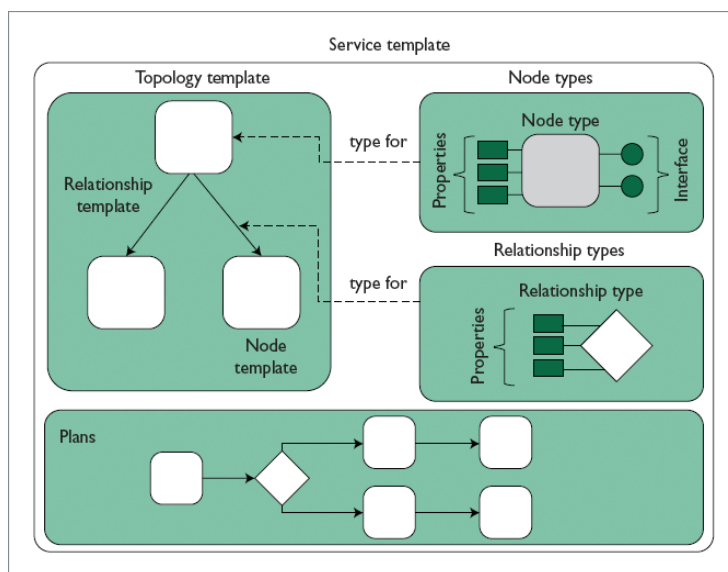 Service template
Topology template
Node types
Node type
Properties
Interface
type for
Relationship
template
Relationship types
type for
Relationship type
Properties
Node
template
Plans